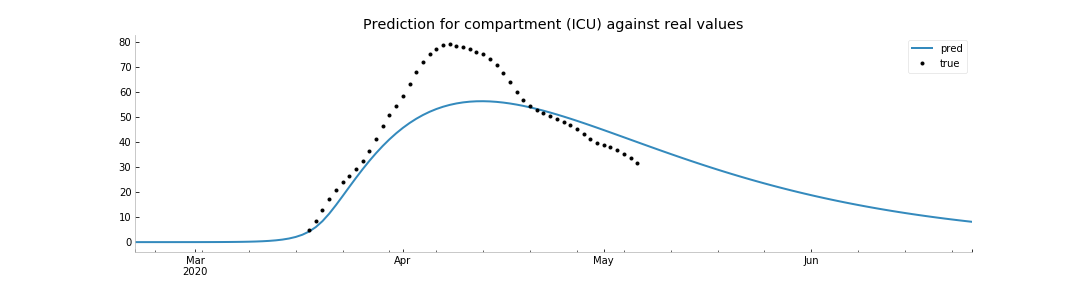 Prediction for compartment (ICU) against real values
80
70
60
50
40
30
20
10
0
pred
true
Mar
2020
Apr
May
Jun